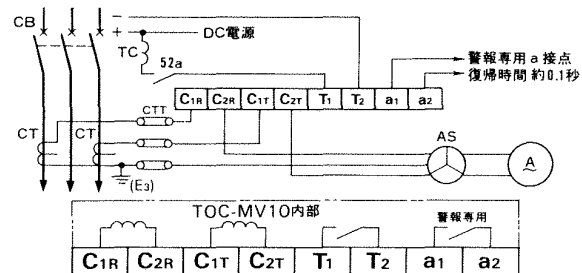 CB
−
+
DC電源
TC
52a
警報専用 a 接点
復帰時間 約0.1秒
C1R C2R C1T C2T T1 T2 a1 a2
CTT
CT
CT
AS
A
(E3)
TOC-MV10内部
警報専用
C1R C2R C1T C2T T1 T2 a1 a2